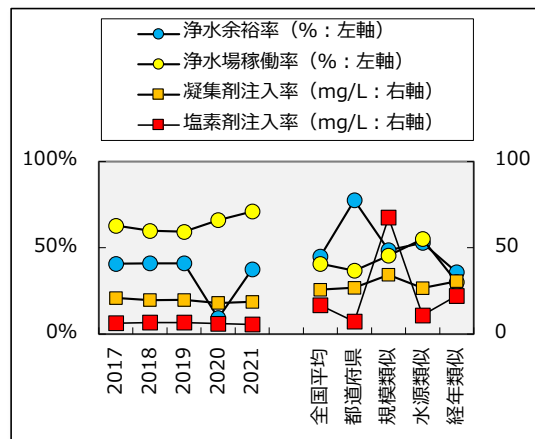 浄水余裕率（%：左軸）
浄水場稼働率（%：左軸）
凝集剤注入率（mg/L：右軸）
塩素剤注入率（mg/L：右軸）
100%
50%
0%
100
50
0
2017
2018
2019
2020
2021
全国平均
都道府県
規模類似
水源類似
経年類似